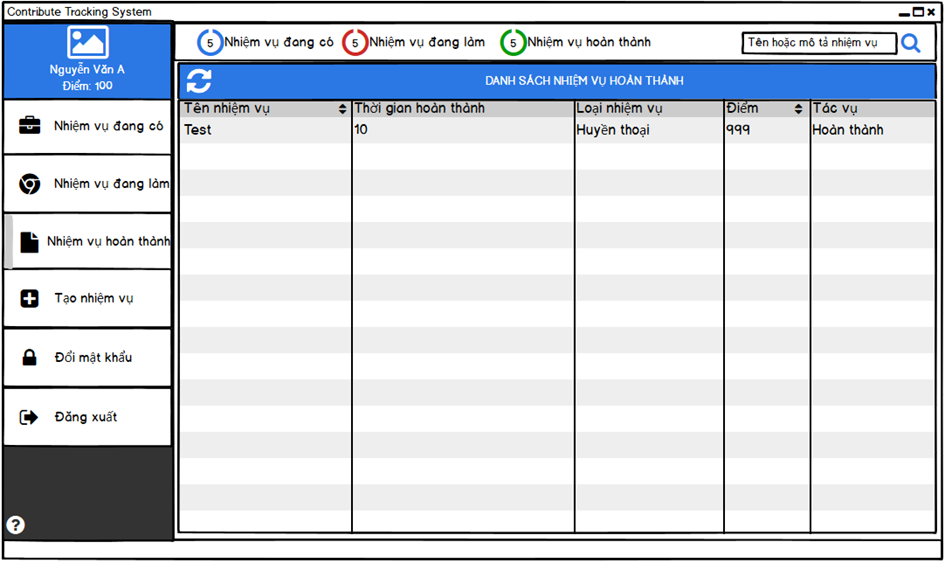 Contribute Tracking System
Nguyễn Văn A
Điểm: 100
Nhiệm vụ đang có
Nhiệm vụ đang làm
Nhiệm vụ hoàn thành
Tạo nhiệm vụ
Đổi mật khẩu
Đăng xuất
?
5 Nhiệm vụ đang có 5 Nhiệm vụ đang làm 5 Nhiệm vụ hoàn thành Tên hoặc mô tả nhiệm vụ
DANH SÁCH NHIỆM VỤ HOÀN THÀNH
Tên nhiệm vụ Thời gian hoàn thành Loại nhiệm vụ Điểm Tác vụ
Test 10 Huyền thoại 999 Hoàn thành